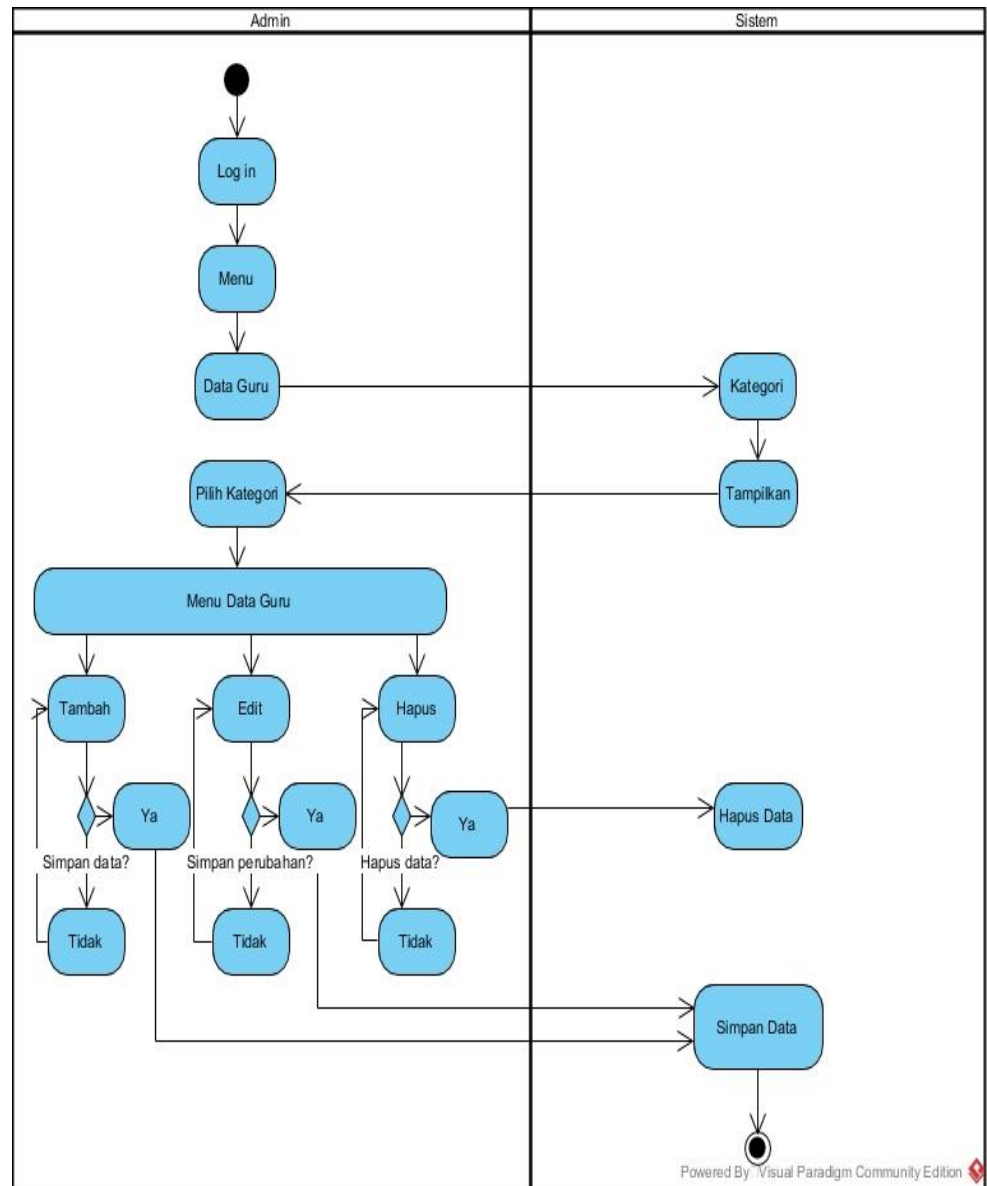 Admin
Sistem
Log in
Menu
Data Guru
Kategori
Pilih Kategori
Tampilkan
Menu Data Guru
Tambah
Edit
Hapus
Ya
Ya
Ya
Hapus Data
Simpan data?
Simpan perubahan?
Hapus data?
Tidak
Tidak
Tidak
Simpan Data
Powered By Visual Paradigm Community Edition